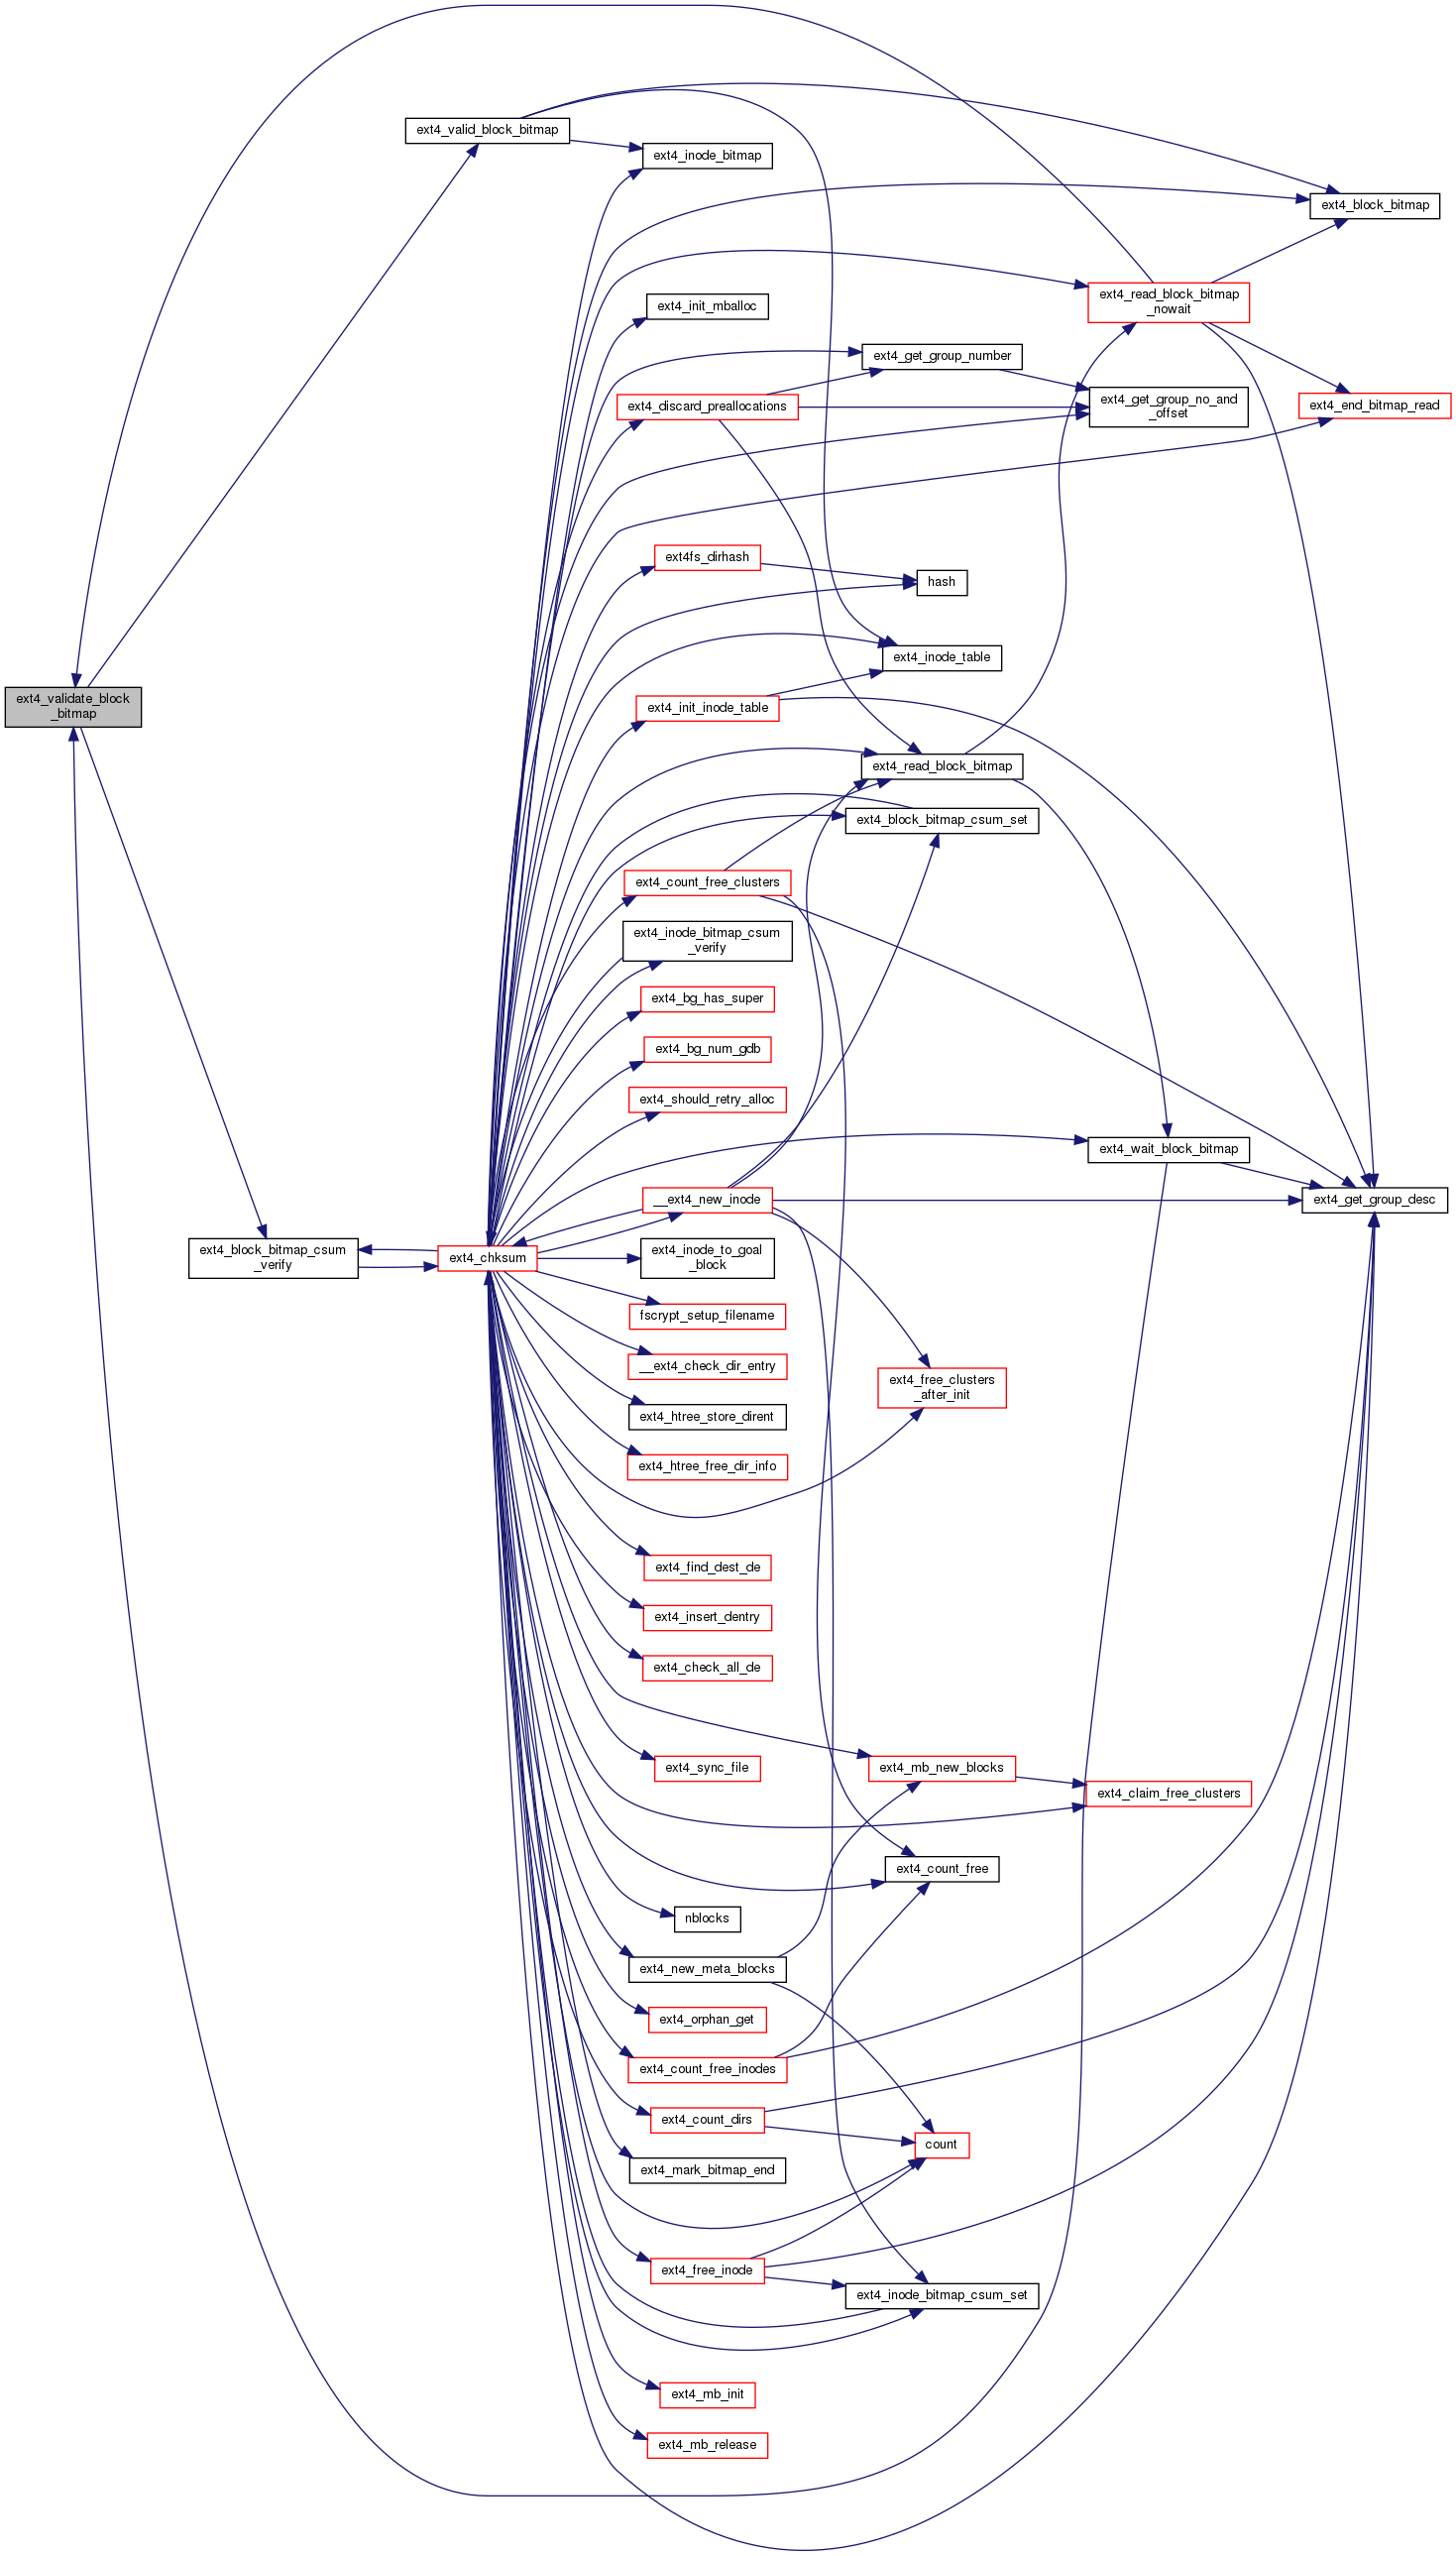 ext4_valid_block_bitmap
ext4_inode_bitmap
ext4_block_bitmap
ext4_read_block_bitmap
_nowait
ext4_init_mballoc
ext4_get_group_number
ext4_get_group_no_and
_offset
ext4_discard_preallocations
ext4_end_bitmap_read
ext4fs_dirhash
hash
ext4_inode_table
ext4_validate_block
_bitmap
ext4_init_inode_table
ext4_read_block_bitmap
ext4_block_bitmap_csum_set
ext4_count_free_clusters
ext4_inode_bitmap_csum
_verify
ext4_bg_has_super
ext4_bg_num_gdb
ext4_should_retry_alloc
ext4_wait_block_bitmap
__ext4_new_inode
ext4_get_group_desc
ext4_block_bitmap_csum
_verify
ext4_chksum
ext4_inode_to_goal
_block
fscrypt_setup_filename
__ext4_check_dir_entry
ext4_free_clusters
_after_init
ext4_htree_store_dirent
ext4_htree_free_dir_info
ext4_find_dest_de
ext4_insert_dentry
ext4_check_all_de
ext4_sync_file
ext4_mb_new_blocks
ext4_claim_free_clusters
ext4_count_free
nblocks
ext4_new_meta_blocks
ext4_orphan_get
ext4_count_free_inodes
ext4_count_dirs
count
ext4_mark_bitmap_end
ext4_free_inode
ext4_inode_bitmap_csum_set
ext4_mb_init
ext4_mb_release